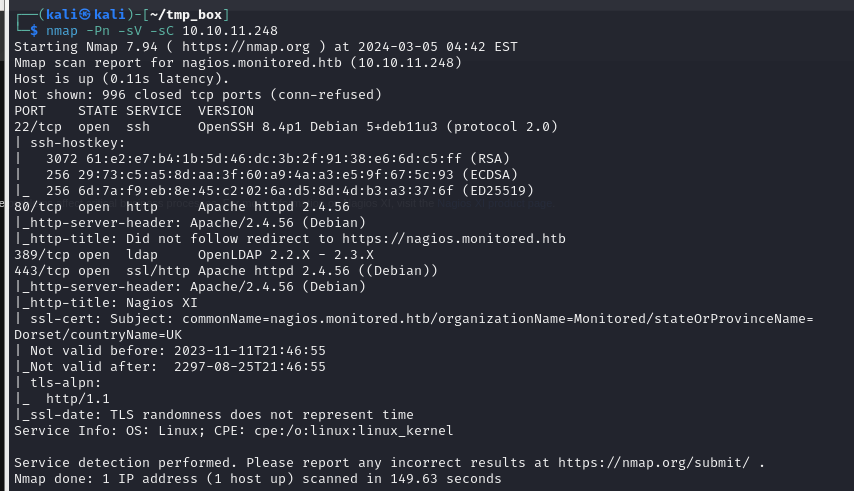 ┌──(kali㉿kali)-[~/tmp_box]
└─$ nmap -Pn -sV -sC 10.10.11.248
Starting Nmap 7.94 ( https://nmap.org ) at 2024-03-05 04:42 EST
Nmap scan report for nagios.monitored.htb (10.10.11.248)
Host is up (0.11s latency).
Not shown: 996 closed tcp ports (conn-refused)
PORT    STATE SERVICE  VERSION
22/tcp  open  ssh      OpenSSH 8.4p1 Debian 5+deb11u3 (protocol 2.0)
| ssh-hostkey:
|   3072 61:e2:e7:b4:1b:5d:46:dc:3b:2f:91:38:e6:6d:c5:ff (RSA)
|   256 29:73:c5:a5:8d:aa:3f:60:a9:4a:a3:e5:9f:67:5c:93 (ECDSA)
|_  256 6d:7a:f9:eb:8e:45:c2:02:6a:d5:8d:4d:b3:a3:37:6f (ED25519)
80/tcp  open  http     Apache httpd 2.4.56
|_http-server-header: Apache/2.4.56 (Debian)
|_http-title: Did not follow redirect to https://nagios.monitored.htb
389/tcp open  ldap     OpenLDAP 2.2.X - 2.3.X
443/tcp open  ssl/http Apache httpd 2.4.56 ((Debian))
|_http-server-header: Apache/2.4.56 (Debian)
|_http-title: Nagios XI
| ssl-cert: Subject: commonName=nagios.monitored.htb/organizationName=Monitored/stateOrProvinceName=
Dorset/countryName=UK
| Not valid before: 2023-11-11T21:46:55
|_Not valid after:  2297-08-25T21:46:55
| tls-alpn:
|_  http/1.1
|_ssl-date: TLS randomness does not represent time
Service Info: OS: Linux; CPE: cpe:/o:linux:linux_kernel

Service detection performed. Please report any incorrect results at https://nmap.org/submit/ .
Nmap done: 1 IP address (1 host up) scanned in 149.63 seconds